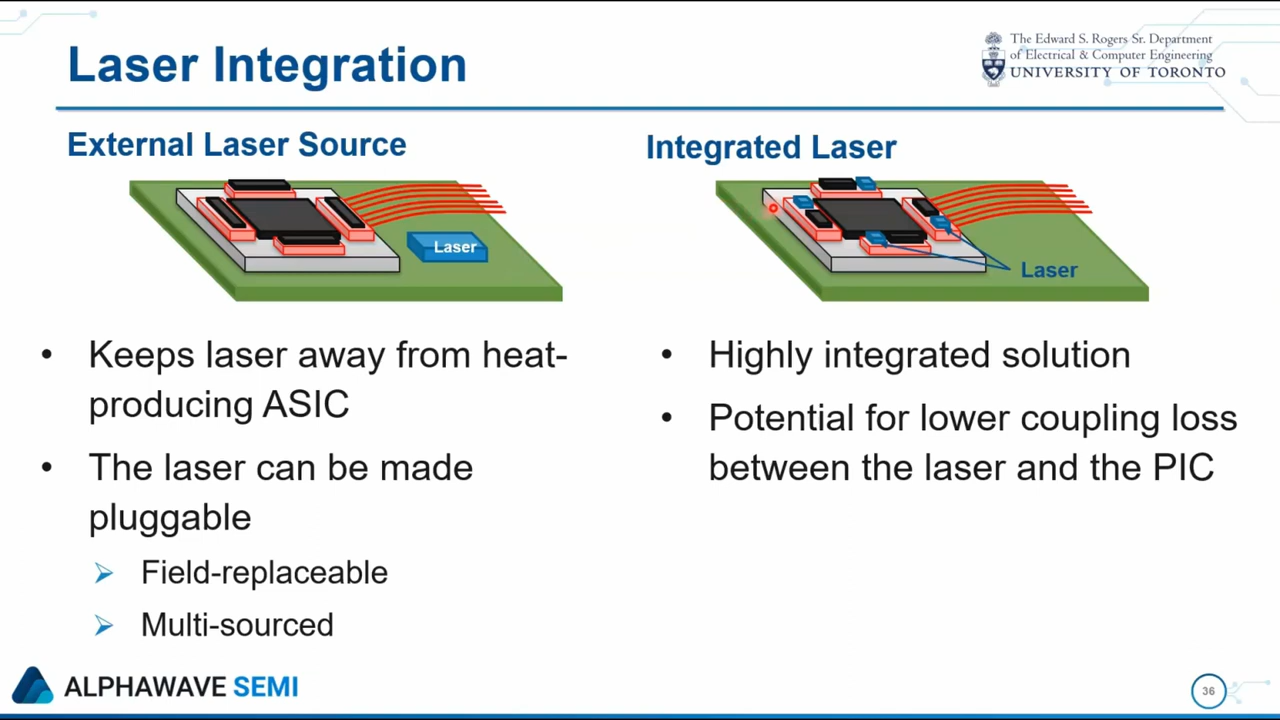 Laser Integration
The Edward S. Rogers Sr. Department
of Electrical & Computer Engineering
UNIVERSITY OF TORONTO
External Laser Source
Laser
• Keeps laser away from heat-
producing ASIC
• The laser can be made
pluggable
➢ Field-replaceable
➢ Multi-sourced
Integrated Laser
Laser
• Highly integrated solution
• Potential for lower coupling loss
between the laser and the PIC
ALPHAWAVE SEMI
36